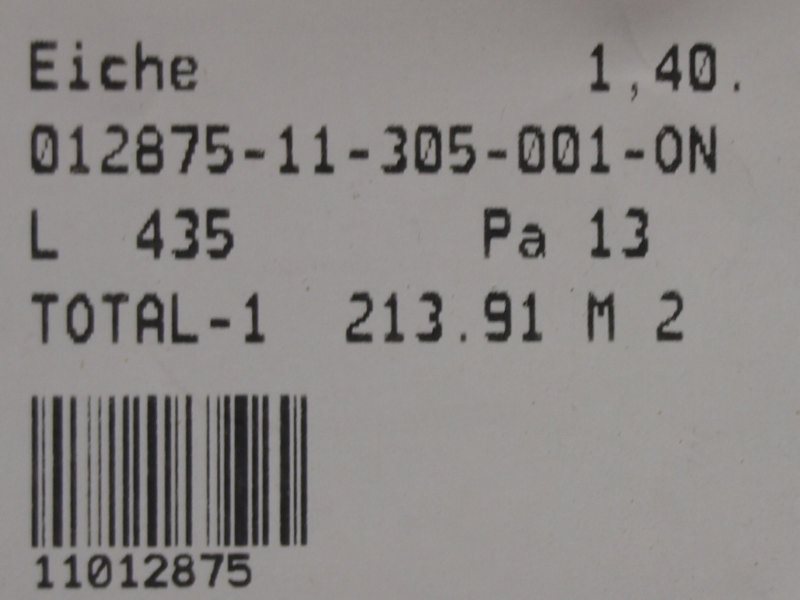 Eiche 1,40.
012875-11-305-001-ON
L 435 Pa 13
TOTAL-1 213.91 M 2
11012875